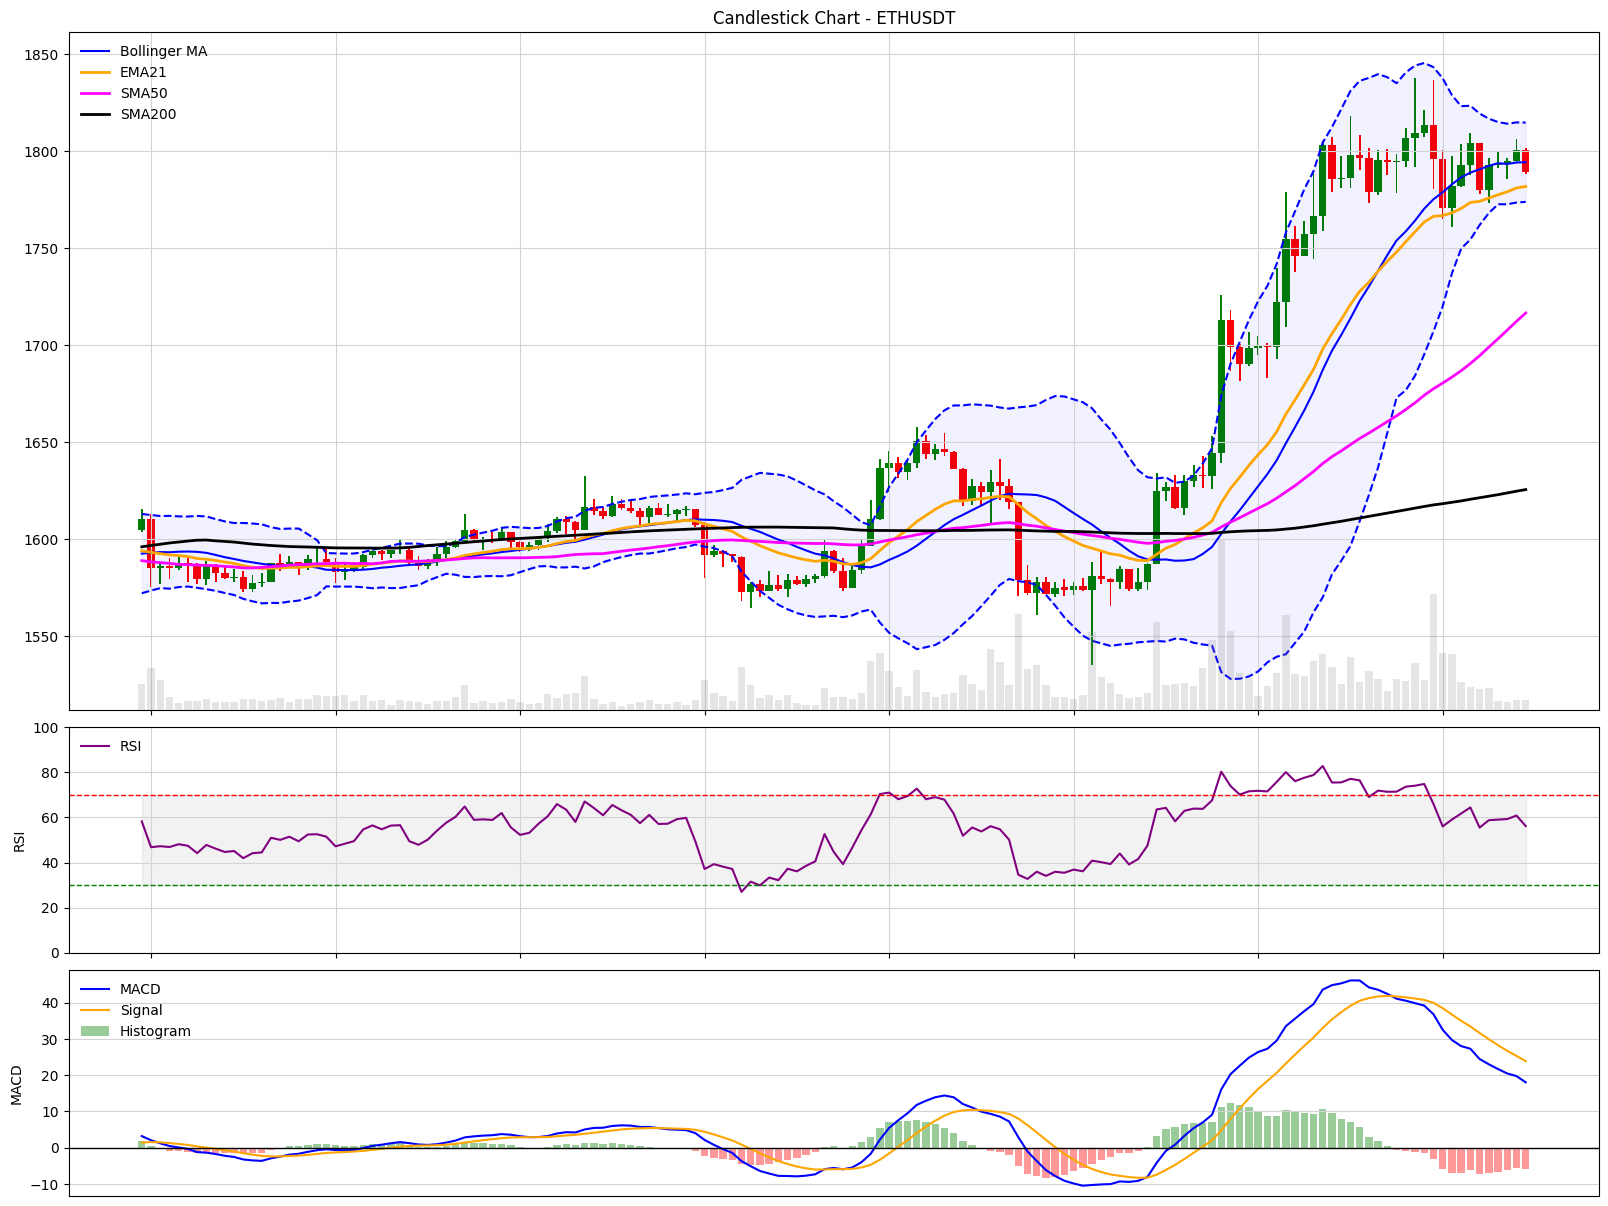 Candlestick Chart - ETHUSDT
Bollinger MA
EMA21
SMA50
SMA200
1850
1800
1750
1700
1650
1600
1550
RSI
100
80
60
40
20
0
RSI
MACD
Signal
Histogram
40
30
20
10
0
−10
MACD